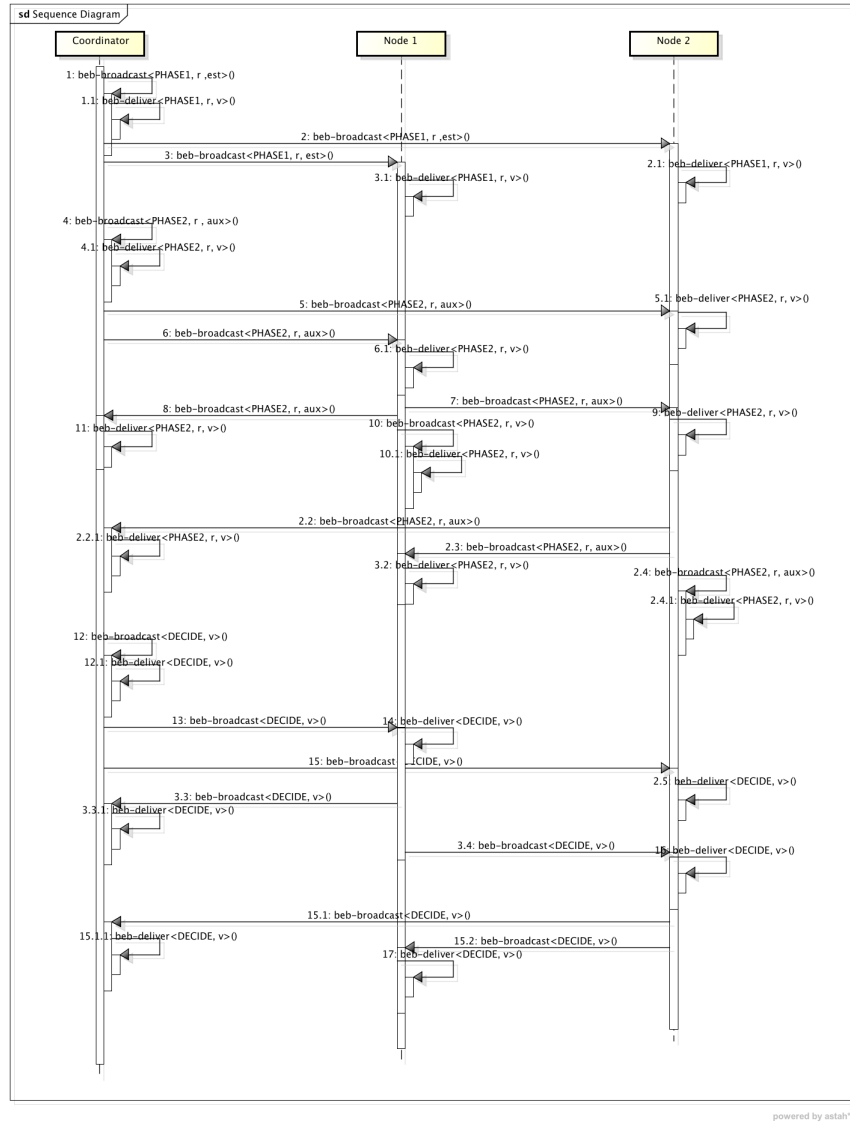 sd Sequence Diagram
Coordinator
Node 1
Node 2
1: beb-broadcast<PHASE1, r ,est>()
1.1: beb-deliver<PHASE1, r, v>()
2: beb-broadcast<PHASE1, r ,est>()
3: beb-broadcast<PHASE1, r, est>()
2.1: beb-deliver<PHASE1, r, v>()
3.1: beb-deliver<PHASE1, r, v>()
4: beb-broadcast<PHASE2, r , aux>()
4.1: beb-deliver<PHASE2, r, v>()
5: beb-broadcast<PHASE2, r, aux>()
5.1: beb-deliver<PHASE2, r, v>()
6: beb-broadcast<PHASE2, r, aux>()
6.1: beb-deliver<PHASE2, r, v>()
7: beb-broadcast<PHASE2, r, aux>()
8: beb-broadcast<PHASE2, r, aux>()
9: beb-deliver<PHASE2, r, v>()
10: beb-broadcast<PHASE2, r, v>()
11: beb-deliver<PHASE2, r, v>()
10.1: beb-deliver<PHASE2, r, v>()
2.2: beb-broadcast<PHASE2, r, aux>()
2.2.1: beb-deliver<PHASE2, r, v>()
2.3: beb-broadcast<PHASE2, r, aux>()
3.2: beb-deliver<PHASE2, r, v>()
2.4: beb-broadcast<PHASE2, r, aux>()
2.4.1: beb-deliver<PHASE2, r, v>()
12: beb-broadcast<DECIDE, v>()
12.1: beb-deliver<DECIDE, v>()
13: beb-broadcast<DECIDE, v>()
14: beb-deliver<DECIDE, v>()
15: beb-broadcast<DECIDE, v>()
2.5: beb-deliver<DECIDE, v>()
3.3: beb-broadcast<DECIDE, v>()
3.3.1: beb-deliver<DECIDE, v>()
3.4: beb-broadcast<DECIDE, v>()
16: beb-deliver<DECIDE, v>()
15.1: beb-broadcast<DECIDE, v>()
15.1.1: beb-deliver<DECIDE, v>()
15.2: beb-broadcast<DECIDE, v>()
17: beb-deliver<DECIDE, v>()
powered by astah*